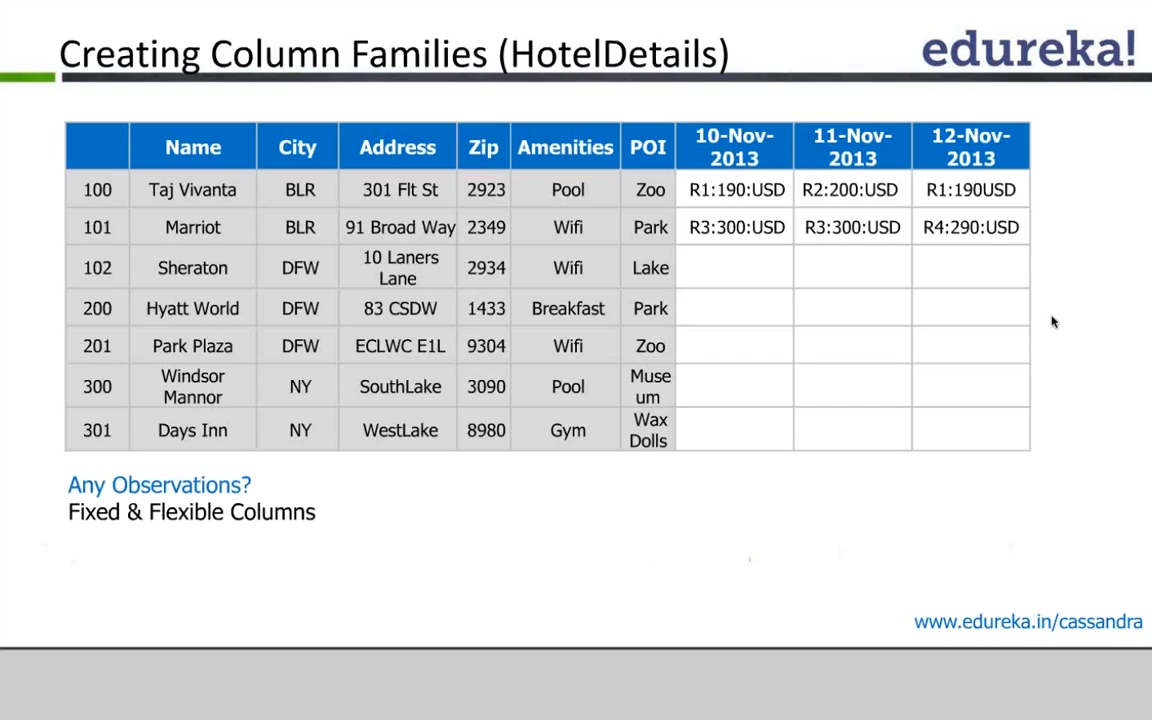 Creating Column Families (HotelDetails)
edureka!
Name City Address Zip Amenities POI 10-Nov-2013 11-Nov-2013 12-Nov-2013
100 Taj Vivanta BLR 301 Flt St 2923 Pool Zoo R1:190:USD R2:200:USD R1:190USD
101 Marriot BLR 91 Broad Way 2349 Wifi Park R3:300:USD R3:300:USD R4:290:USD
102 Sheraton DFW 10 Laners Lane 2934 Wifi Lake
200 Hyatt World DFW 83 CSDW 1433 Breakfast Park
201 Park Plaza DFW ECLWC E1L 9304 Wifi Zoo
300 Windsor Mannor NY SouthLake 3090 Pool Museum
301 Days Inn NY WestLake 8980 Gym Wax Dolls
Any Observations?
Fixed & Flexible Columns
www.edureka.in/cassandra